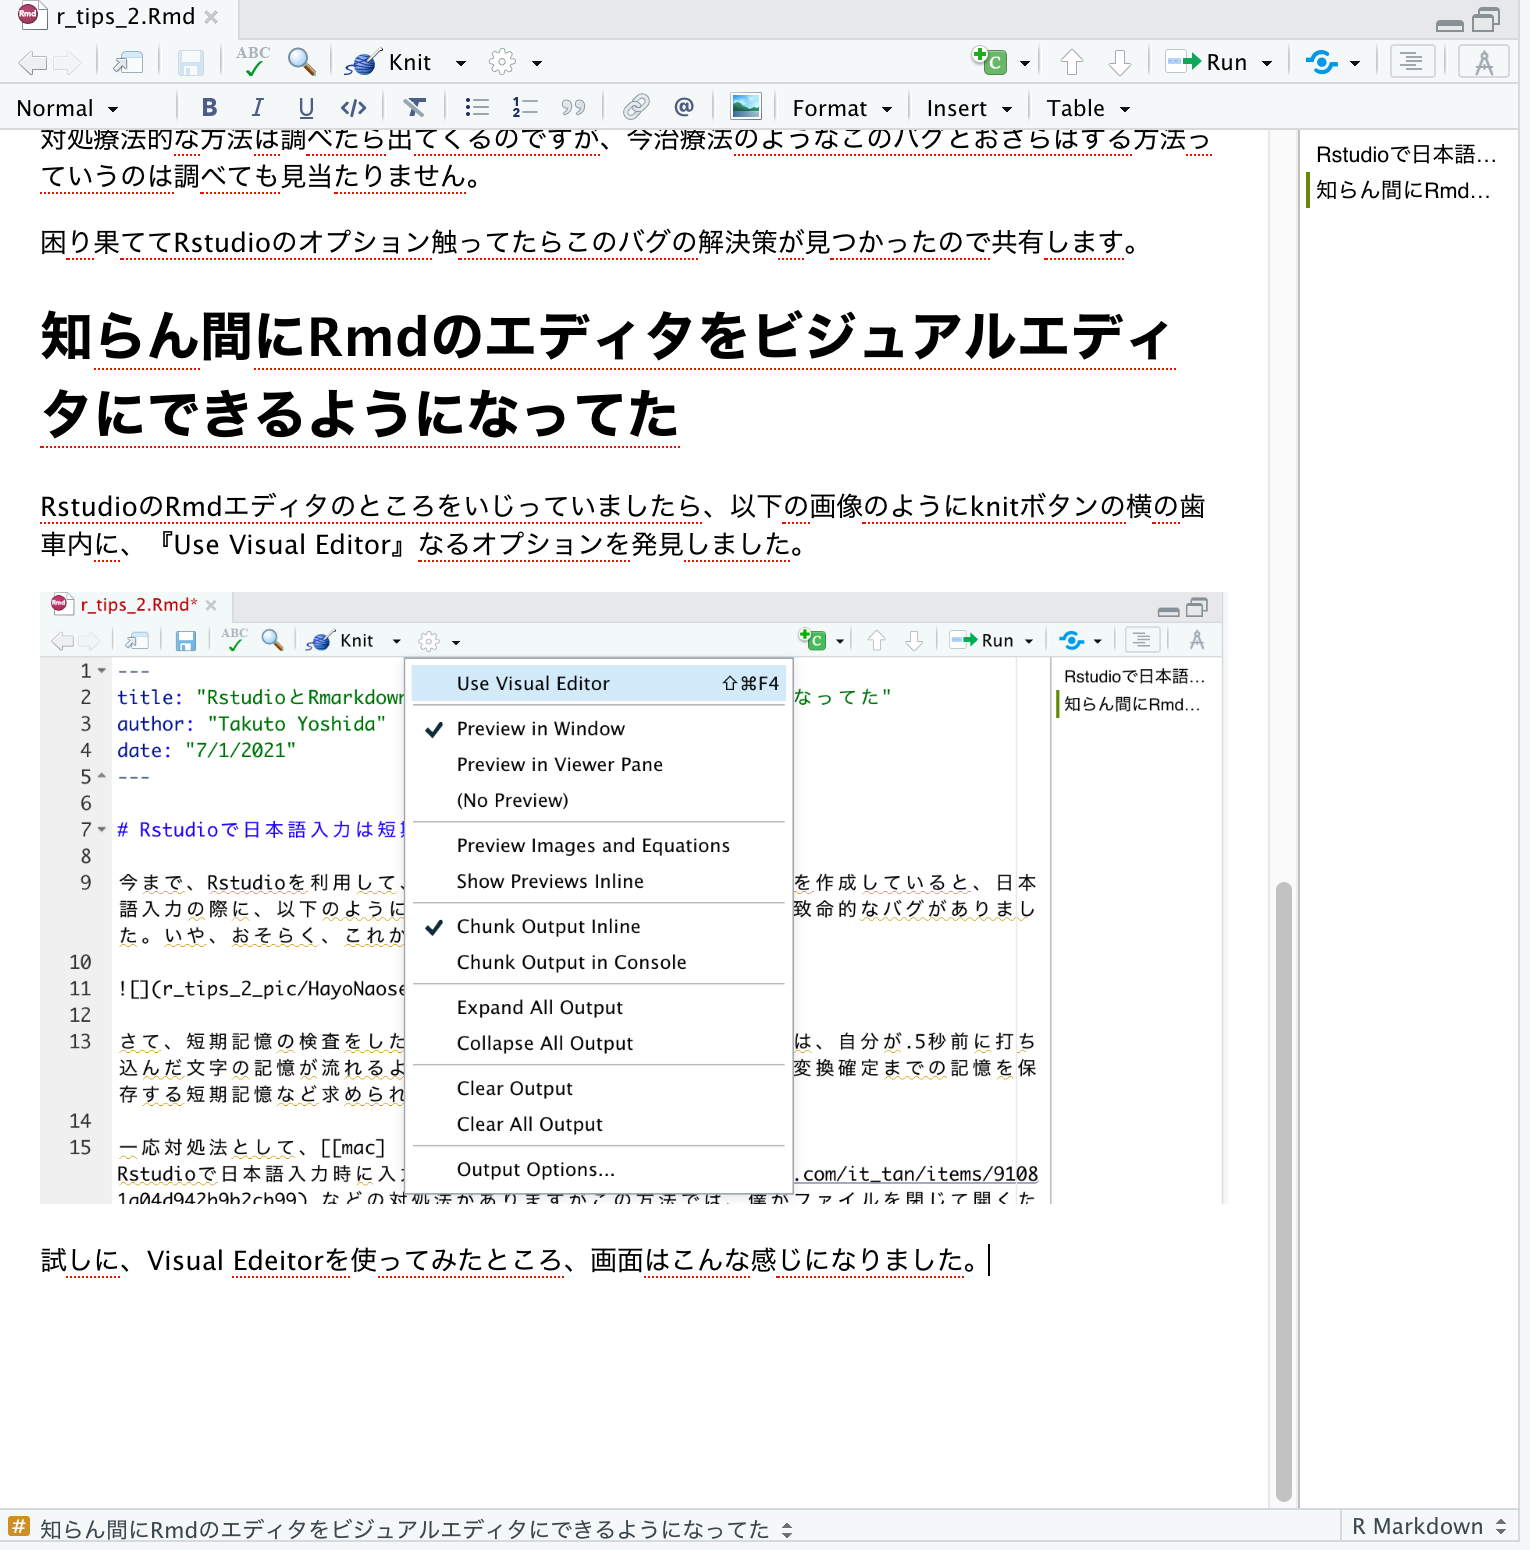 r_tips_2.Rmd
ABC
Knit
Run
Normal
B I U </>
Format
Insert
Table
対処療法的な方法は調べたら出てくるのですが、今治療法のようなこのバグとおさらばする方法っ
ていうのは調べても見当たりません。
困り果ててRstudioのオプション触ってたらこのバグの解決策が見つかったので共有します。
知らん間にRmdのエディタをビジュアルエディ
タにできるようになってた
RstudioのRmdエディタのところをいじっていましたら、以下の画像のようにknitボタンの横の歯
車内に、『Use Visual Editor』なるオプションを発見しました。
r_tips_2.Rmd*
ABC
Knit
Run
1 ---
2 title: "RstudioとRmarkdown なってた"
3 author: "Takuto Yoshida"
4 date: "7/1/2021"
5 ---
6
7 # Rstudioで日本語入力は短
8
9 今まで、Rstudioを利用して、 を作成していると、日本
語入力の際に、以下のように 致命的なバグがありまし
た。いや、おそらく、これか
10
11 ![](r_tips_2_pic/HayoNaose
12
13 さて、短期記憶の検査をした は、自分が.5秒前に打ち
込んだ文字の記憶が流れるよ 変換確定までの記憶を保
存する短期記憶など求められ
14
15 一応対処法として、[[mac]
Rstudioで日本語入力時に入力 .com/it_tan/items/9108
1a04d942b9b2cb99) などの対処法がありますがこの方法では、僕がファイルを閉じて開くた
Use Visual Editor ⇧⌘F4
Preview in Window
Preview in Viewer Pane
(No Preview)
Preview Images and Equations
Show Previews Inline
Chunk Output Inline
Chunk Output in Console
Expand All Output
Collapse All Output
Clear Output
Clear All Output
Output Options...
Rstudioで日本語...
知らん間にRmd...
試しに、Visual Edeitorを使ってみたところ、画面はこんな感じになりました。
Rstudioで日本語...
知らん間にRmd...
# 知らん間にRmdのエディタをビジュアルエディタにできるようになってた
R Markdown